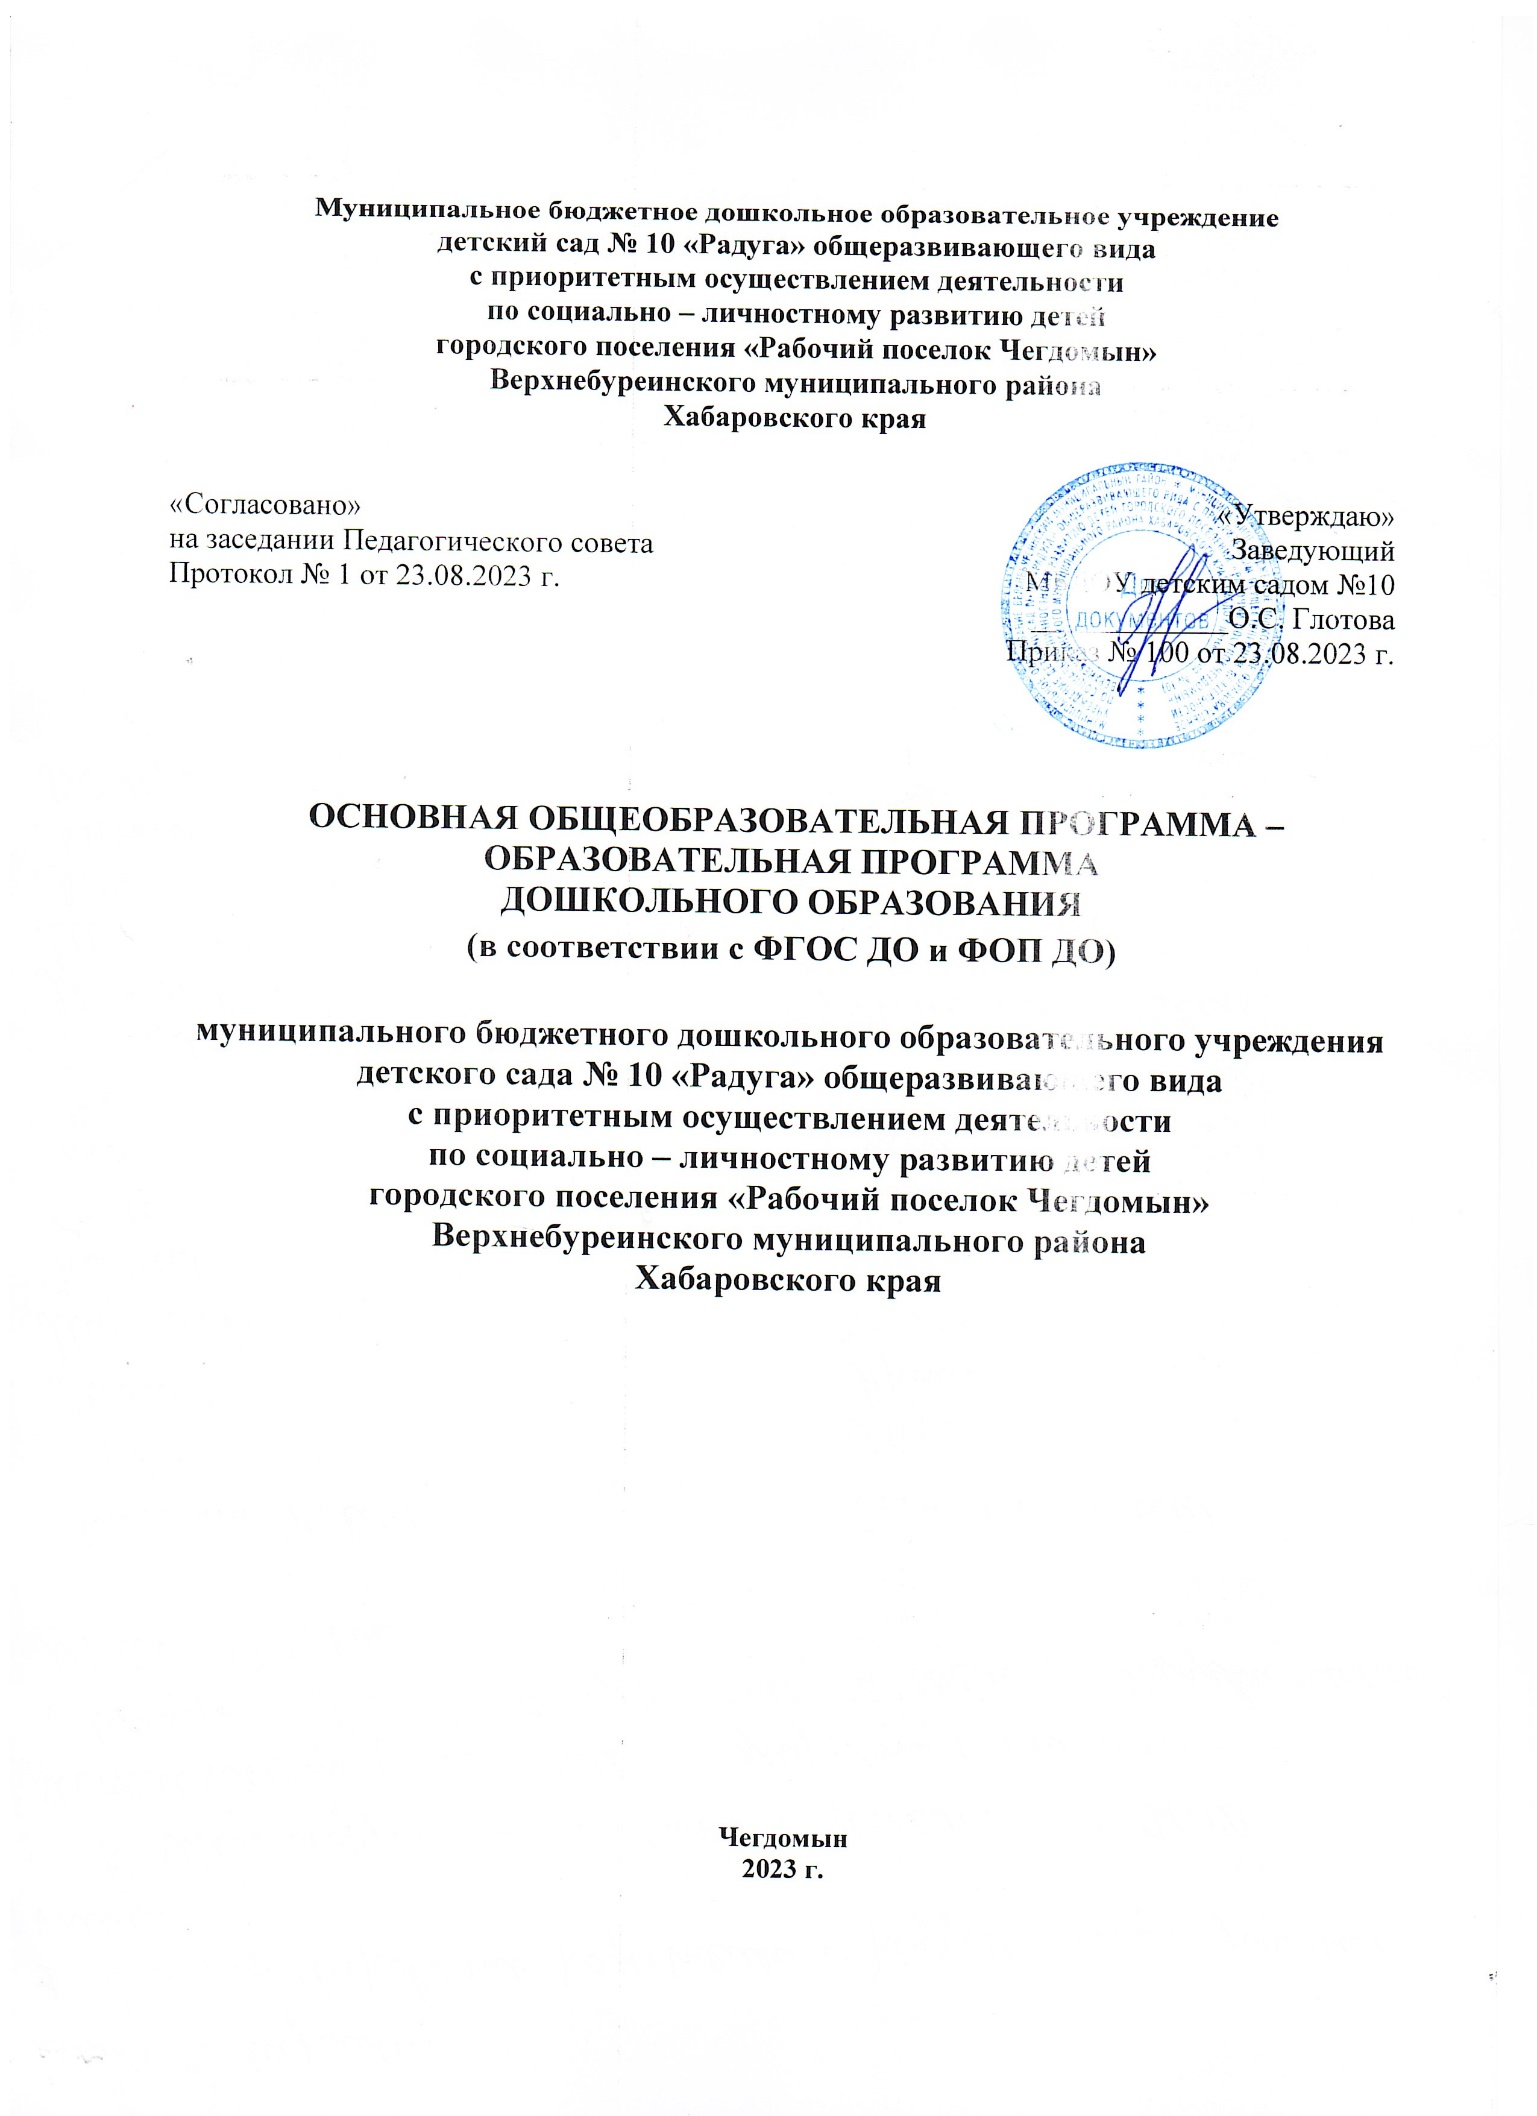 Муниципальное бюджетное дошкольное образовательное учреждение
детский сад № 10 «Радуга» общеразвивающего вида
с приоритетным осуществлением деятельности
по социально – личностному развитию детей
городского поселения «Рабочий поселок Чегдомын»
Верхнебуреинского муниципального района
Хабаровского края
«Согласовано»
на заседании Педагогического совета
Протокол № 1 от 23.08.2023 г.
«Утверждаю»
Заведующий
детским садом №10
О.С. Глотова
Приказ № 100 от 23.08.2023 г.
ДОКУМЕНТОВ
ОСНОВНАЯ ОБЩЕОБРАЗОВАТЕЛЬНАЯ ПРОГРАММА –
ОБРАЗОВАТЕЛЬНАЯ ПРОГРАММА
ДОШКОЛЬНОГО ОБРАЗОВАНИЯ
(в соответствии с ФГОС ДО и ФОП ДО)
муниципального бюджетного дошкольного образовательного учреждения
детского сада № 10 «Радуга» общеразвивающего вида
с приоритетным осуществлением деятельности
по социально – личностному развитию детей
городского поселения «Рабочий поселок Чегдомын»
Верхнебуреинского муниципального района
Хабаровского края
Чегдомын
2023 г.